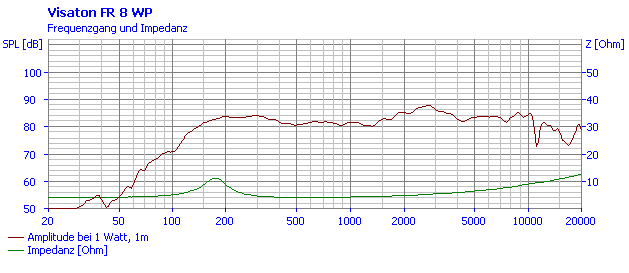 Visaton FR 8 WP
Frequenzgang und Impedanz
SPL [dB] Z [Ohm]
100 50
90 40
80 30
70 20
60 10
50
20 50 100 200 500 1000 2000 5000 10000 20000
Amplitude bei 1 Watt, 1m
Impedanz [Ohm]